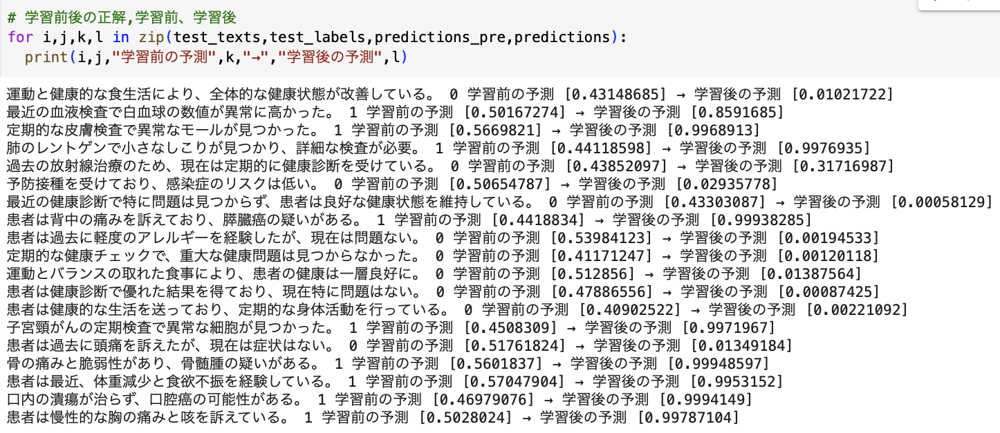 # 学習前後の正解,学習前、学習後
for i,j,k,l in zip(test_texts,test_labels,predictions_pre,predictions):
  print(i,j,"学習前の予測",k,"→","学習後の予測",l)
運動と健康的な食生活により、全体的な健康状態が改善している。 0 学習前の予測 [0.43148685] → 学習後の予測 [0.01021722]
最近の血液検査で白血球の数値が異常に高かった。 1 学習前の予測 [0.50167274] → 学習後の予測 [0.8591685]
定期的な皮膚検査で異常なモールが見つかった。 1 学習前の予測 [0.5669821] → 学習後の予測 [0.9968913]
肺のレントゲンで小さなしこりが見つかり、詳細な検査が必要。 1 学習前の予測 [0.44118598] → 学習後の予測 [0.9976935]
過去の放射線治療のため、現在は定期的に健康診断を受けている。 0 学習前の予測 [0.43852097] → 学習後の予測 [0.31716987]
予防接種を受けており、感染症のリスクは低い。 0 学習前の予測 [0.50654787] → 学習後の予測 [0.02935778]
最近の健康診断で特に問題は見つからず、患者は良好な健康状態を維持している。 0 学習前の予測 [0.43303087] → 学習後の予測 [0.00058129]
患者は背中の痛みを訴えており、膵臓癌の疑いがある。 1 学習前の予測 [0.4418834] → 学習後の予測 [0.99938285]
患者は過去に軽度のアレルギーを経験したが、現在は問題ない。 0 学習前の予測 [0.53984123] → 学習後の予測 [0.00194533]
定期的な健康チェックで、重大な健康問題は見つからなかった。 0 学習前の予測 [0.41171247] → 学習後の予測 [0.00120118]
運動とバランスの取れた食事により、患者の健康は一層良好に。 0 学習前の予測 [0.512856] → 学習後の予測 [0.01387564]
患者は健康診断で優れた結果を得ており、現在特に問題はない。 0 学習前の予測 [0.47886556] → 学習後の予測 [0.00087425]
患者は健康的な生活を送っており、定期的な身体活動を行っている。 0 学習前の予測 [0.40902522] → 学習後の予測 [0.00221092]
子宮頸がんの定期検査で異常な細胞が見つかった。 1 学習前の予測 [0.4508309] → 学習後の予測 [0.9971967]
患者は過去に頭痛を訴えたが、現在は症状はない。 0 学習前の予測 [0.51761824] → 学習後の予測 [0.01349184]
骨の痛みと脆弱性があり、骨髄腫の疑いがある。 1 学習前の予測 [0.5601837] → 学習後の予測 [0.99948597]
患者は最近、体重減少と食欲不振を経験している。 1 学習前の予測 [0.57047904] → 学習後の予測 [0.9953152]
口内の潰瘍が治らず、口腔癌の可能性がある。 1 学習前の予測 [0.46979076] → 学習後の予測 [0.9994149]
患者は慢性的な胸の痛みと咳を訴えている。 1 学習前の予測 [0.5028024] → 学習後の予測 [0.99787104]